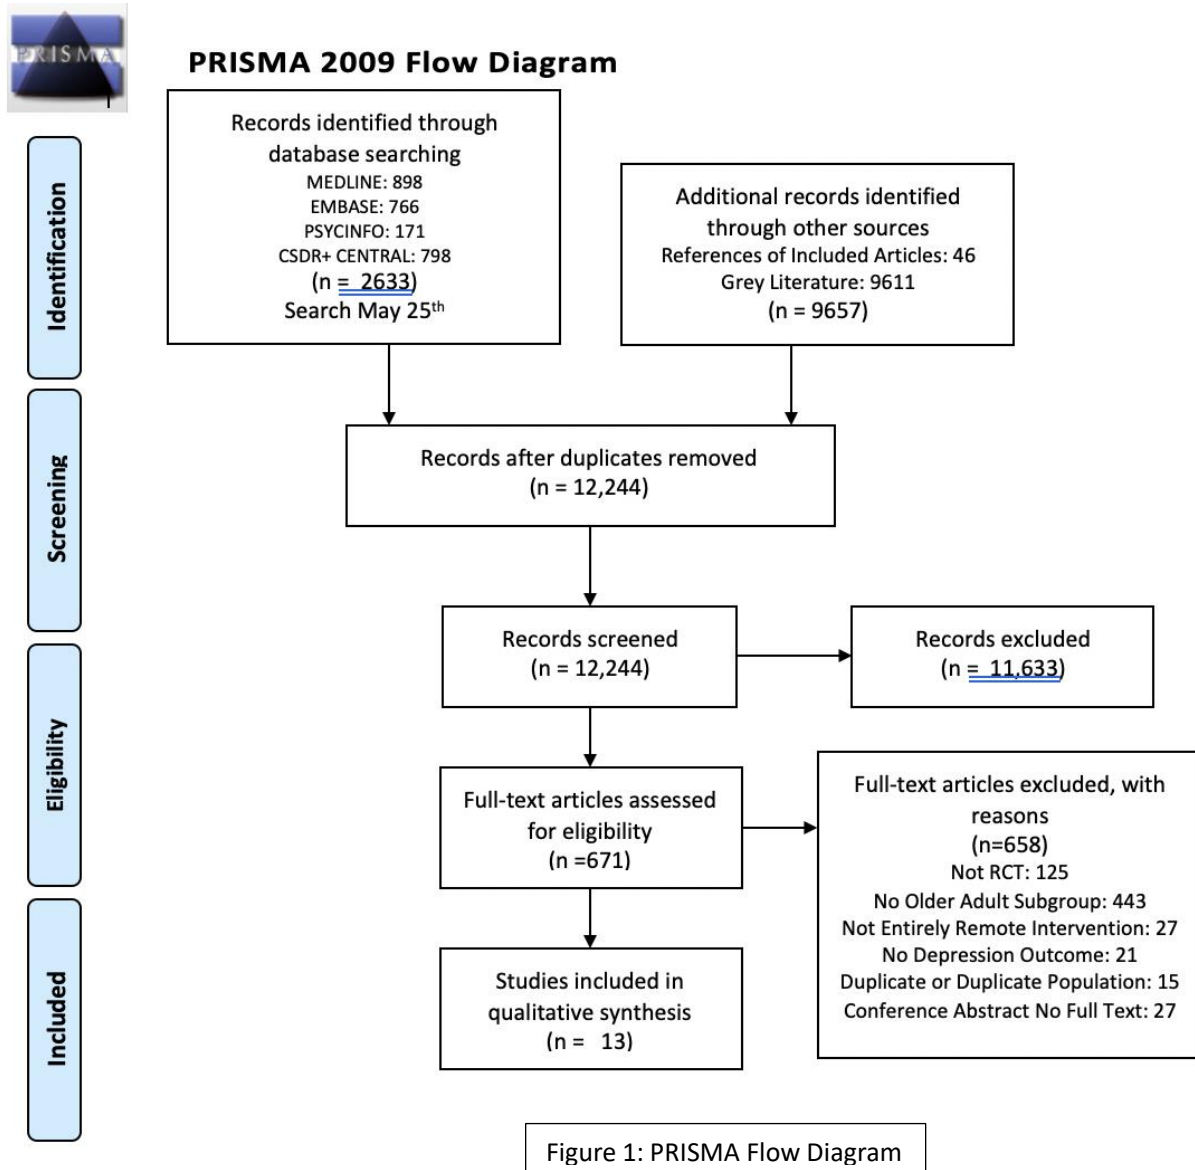 PRISMA
PRISMA 2009 Flow Diagram
Identification
Records identified through
database searching
MEDLINE: 898
EMBASE: 766
PSYCINFO: 171
CSDR+ CENTRAL: 798
(n = 2633)
Search May 25th
Additional records identified
through other sources
References of Included Articles: 46
Grey Literature: 9611
(n = 9657)
Screening
Records after duplicates removed
(n = 12,244)
Records screened
(n = 12,244)
Records excluded
(n = 11,633)
Eligibility
Full-text articles assessed
for eligibility
(n =671)
Full-text articles excluded, with
reasons
(n=658)
Not RCT: 125
No Older Adult Subgroup: 443
Not Entirely Remote Intervention: 27
No Depression Outcome: 21
Duplicate or Duplicate Population: 15
Conference Abstract No Full Text: 27
Included
Studies included in
qualitative synthesis
(n = 13)
Figure 1: PRISMA Flow Diagram